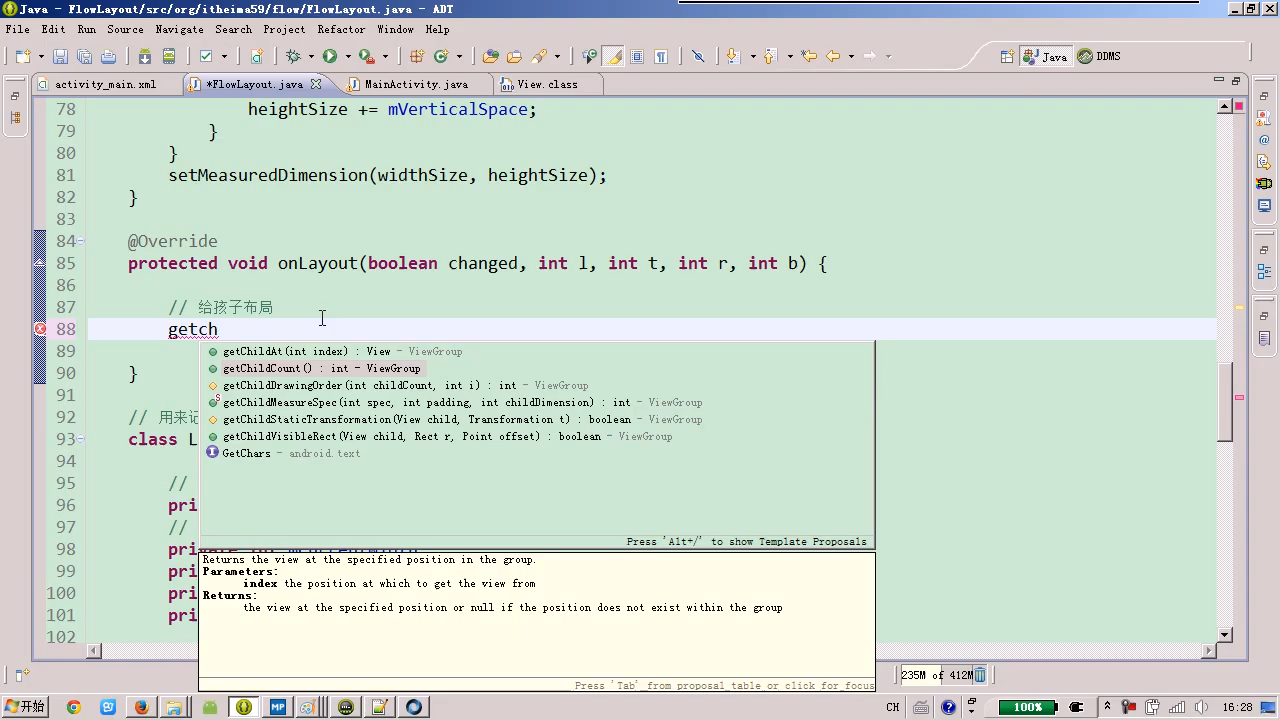 Java - FlowLayout/src/org/itheima59/flow/FlowLayout.java - ADT
File Edit Run Source Navigate Search Project Refactor Window Help
Java DDMS
activity_main.xml *FlowLayout.java MainActivity.java View.class
78 heightSize += mVerticalSpace;
79 }
80 }
81 setMeasuredDimension(widthSize, heightSize);
82 }
83
84 @Override
85 protected void onLayout(boolean changed, int l, int t, int r, int b) {
86
87 // 给孩子布局
88 getch
89
90 }
91
92 // 用来记
93 class L
94
95 //
96 pri
97 //
98
99 pri
100 pri
101 pri
102
getChildAt(int index) : View - ViewGroup
getChildCount() : int - ViewGroup
getChildDrawingOrder(int childCount, int i) : int - ViewGroup
getChildMeasureSpec(int spec, int padding, int childDimension) : int - ViewGroup
getChildStaticTransformation(View child, Transformation t) : boolean - ViewGroup
getChildVisibleRect(View child, Rect r, Point offset) : boolean - ViewGroup
GetChars - android.text
Press 'Alt+/' to show Template Proposals
Returns the view at the specified position in the group.
Parameters:
index the position at which to get the view from
Returns:
the view at the specified position or null if the position does not exist within the group
Press 'Tab' from proposal table or click for focus
235M of 412M
开始 MP CH 100% 16:28